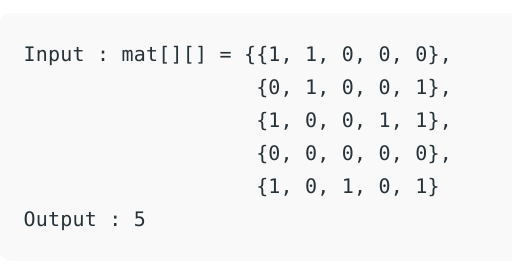 Input : mat[][] = {{1, 1, 0, 0, 0},
{0, 1, 0, 0, 1},
{1, 0, 0, 1, 1},
{0, 0, 0, 0, 0},
{1, 0, 1, 0, 1}
Output : 5